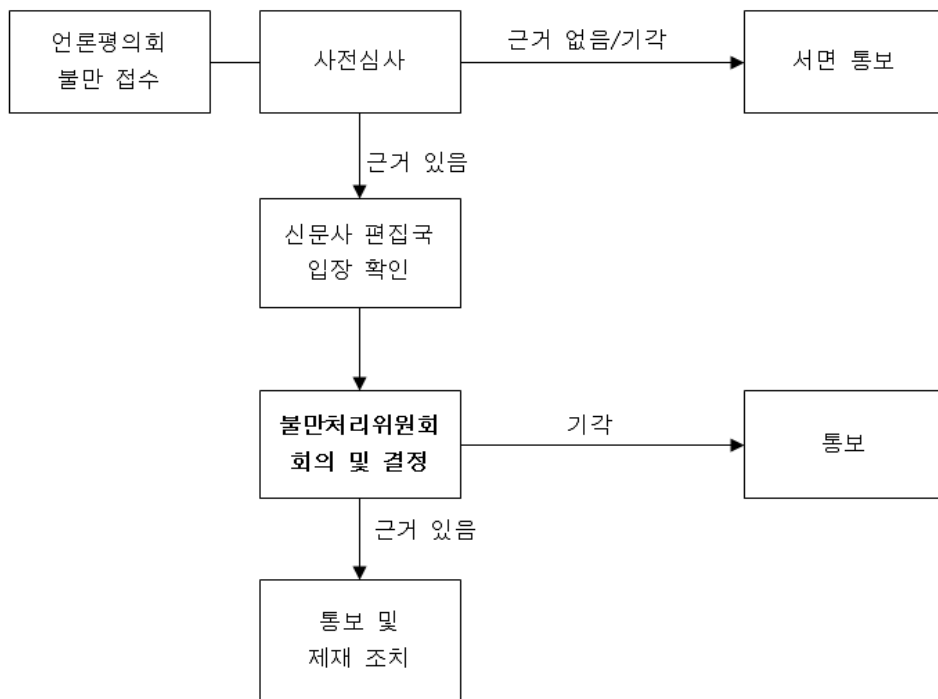 언론평의회
불만 접수
사전심사
근거 없음/기각
서면 통보
근거 있음
신문사 편집국
입장 확인
불만처리위원회
회의 및 결정
기각
통보
근거 있음
통보 및
제재 조치